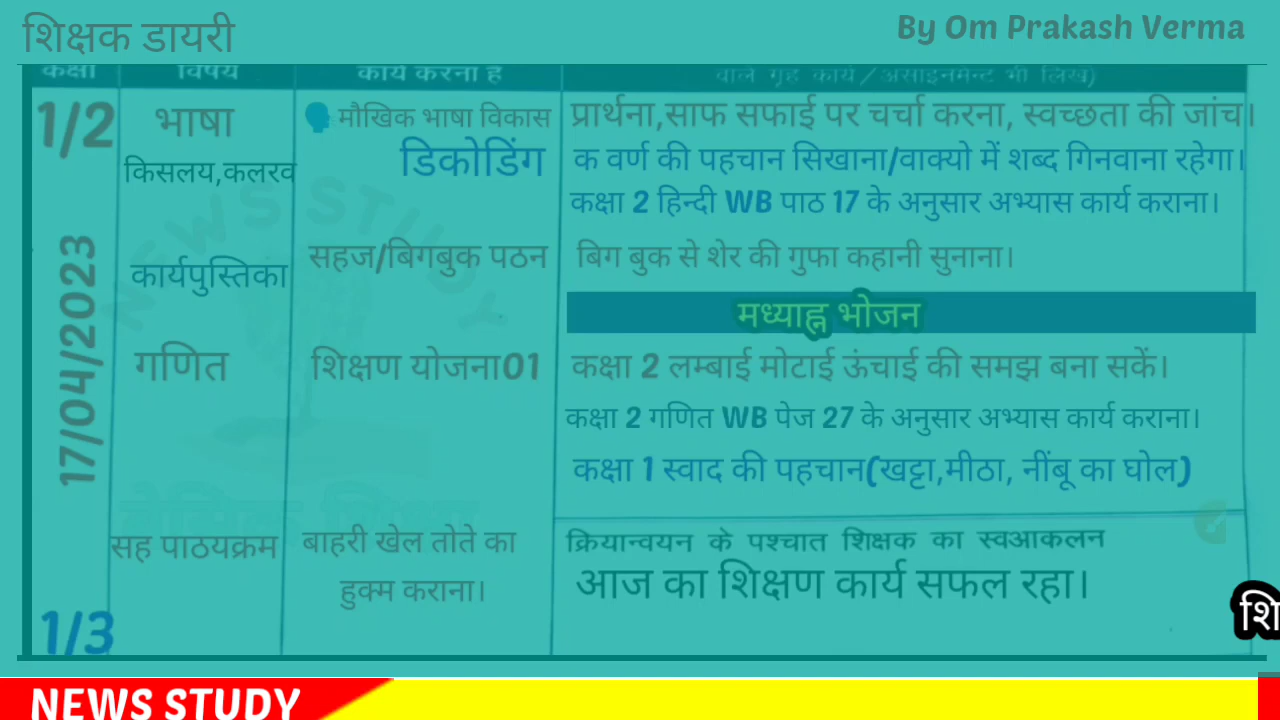 शिक्षक डायरी
By Om Prakash Verma
कक्षा विषय कार्य करना है वाले गृह कार्य/असाइनमेन्ट भी लिखें)
1/2 भाषा 🗣 मौखिक भाषा विकास प्रार्थना,साफ सफाई पर चर्चा करना, स्वच्छता की जांच।
किसलय,कलरव डिकोडिंग क वर्ण की पहचान सिखाना/वाक्यो में शब्द गिनवाना रहेगा।
कक्षा 2 हिन्दी WB पाठ 17 के अनुसार अभ्यास कार्य कराना।
17/04/2023
कार्यपुस्तिका सहज/बिगबुक पठन बिग बुक से शेर की गुफा कहानी सुनाना।
मध्याह्न भोजन
गणित शिक्षण योजना01 कक्षा 2 लम्बाई मोटाई ऊंचाई की समझ बना सकें।
कक्षा 2 गणित WB पेज 27 के अनुसार अभ्यास कार्य कराना।
कक्षा 1 स्वाद की पहचान(खट्टा,मीठा, नींबू का घोल)
NEWS STUDY
बेसिक शिक्षा
सह पाठयक्रम बाहरी खेल तोते का क्रियान्वयन के पश्चात शिक्षक का स्वआकलन
हुक्म कराना। आज का शिक्षण कार्य सफल रहा।
1/3
शि
NEWS STUDY